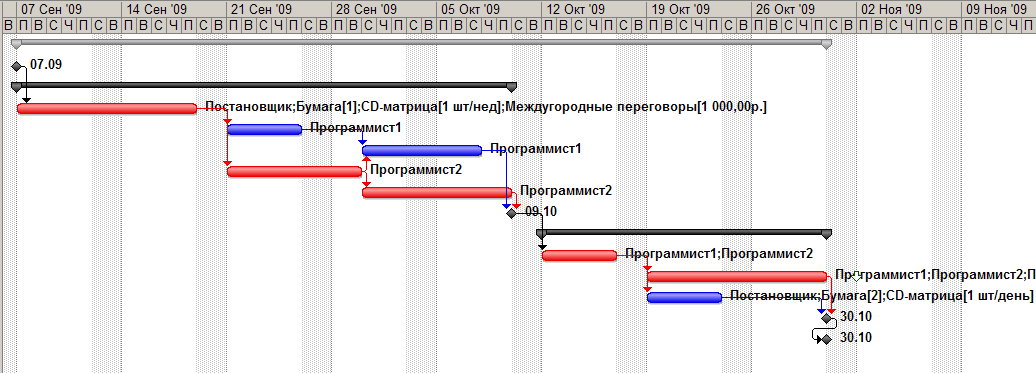 07 Сен '09 14 Сен '09 21 Сен '09 28 Сен '09 05 Окт '09 12 Окт '09 19 Окт '09 26 Окт '09 02 Ноя '09 09 Ноя '09
В П В С Ч П С В П В С Ч П С В П В С Ч П С В П В С Ч П С В П В С Ч П С В П В С Ч П С В П В С Ч П С В П В С Ч П С В П В С Ч П С В П В С Ч П
07.09
Постановщик;Бумага[1];CD-матрица[1 шт/нед];Междугородные переговоры[1 000,00р.]
Программист1
Программист1
Программист2
Программист2
09.10
Программист1;Программист2
Программист1;Программист2;П
Постановщик;Бумага[2];CD-матрица[1 шт/день]
30.10
30.10